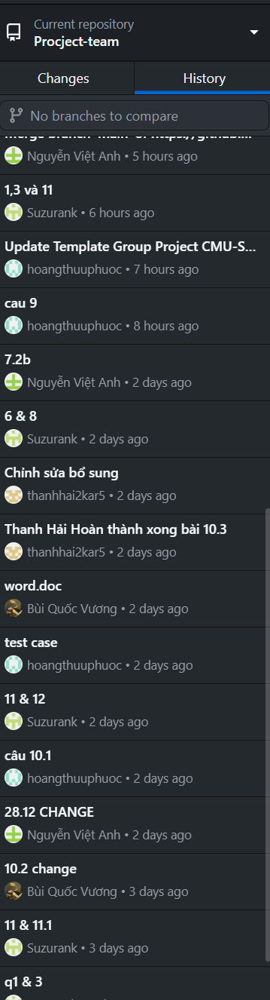 Current repository
Procject-team
Changes
History
No branches to compare
Nguyễn Việt Anh • 5 hours ago
1,3 và 11
Suzurank • 6 hours ago
Update Template Group Project CMU-S...
hoangthuuphuoc • 7 hours ago
cau 9
hoangthuuphuoc • 8 hours ago
7.2b
Nguyễn Việt Anh • 2 days ago
6 & 8
Suzurank • 2 days ago
Chỉnh sửa bổ sung
thanhhai2kar5 • 2 days ago
Thanh Hải Hoàn thành xong bài 10.3
thanhhai2kar5 • 2 days ago
word.doc
Bùi Quốc Vương • 2 days ago
test case
hoangthuuphuoc • 2 days ago
11 & 12
Suzurank • 2 days ago
câu 10.1
hoangthuuphuoc • 2 days ago
28.12 CHANGE
Nguyễn Việt Anh • 2 days ago
10.2 change
Bùi Quốc Vương • 3 days ago
11 & 11.1
Suzurank • 3 days ago
q1 & 3